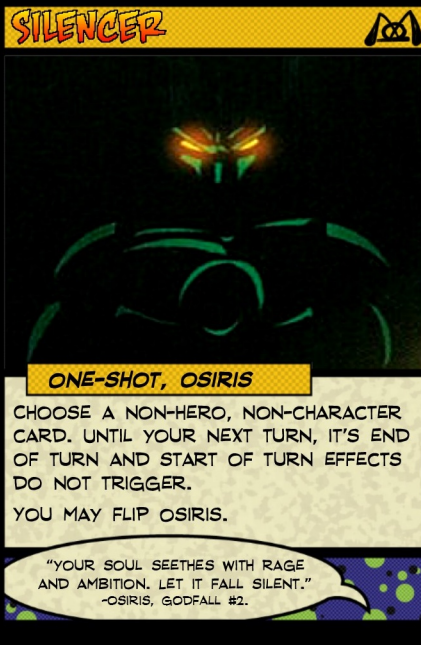 SILENCER
ONE-SHOT, OSIRIS
CHOOSE A NON-HERO, NON-CHARACTER
CARD. UNTIL YOUR NEXT TURN, IT'S END
OF TURN AND START OF TURN EFFECTS
DO NOT TRIGGER.
YOU MAY FLIP OSIRIS.
"YOUR SOUL SEETHES WITH RAGE
AND AMBITION. LET IT FALL SILENT."
-OSIRIS, GODFALL #2.